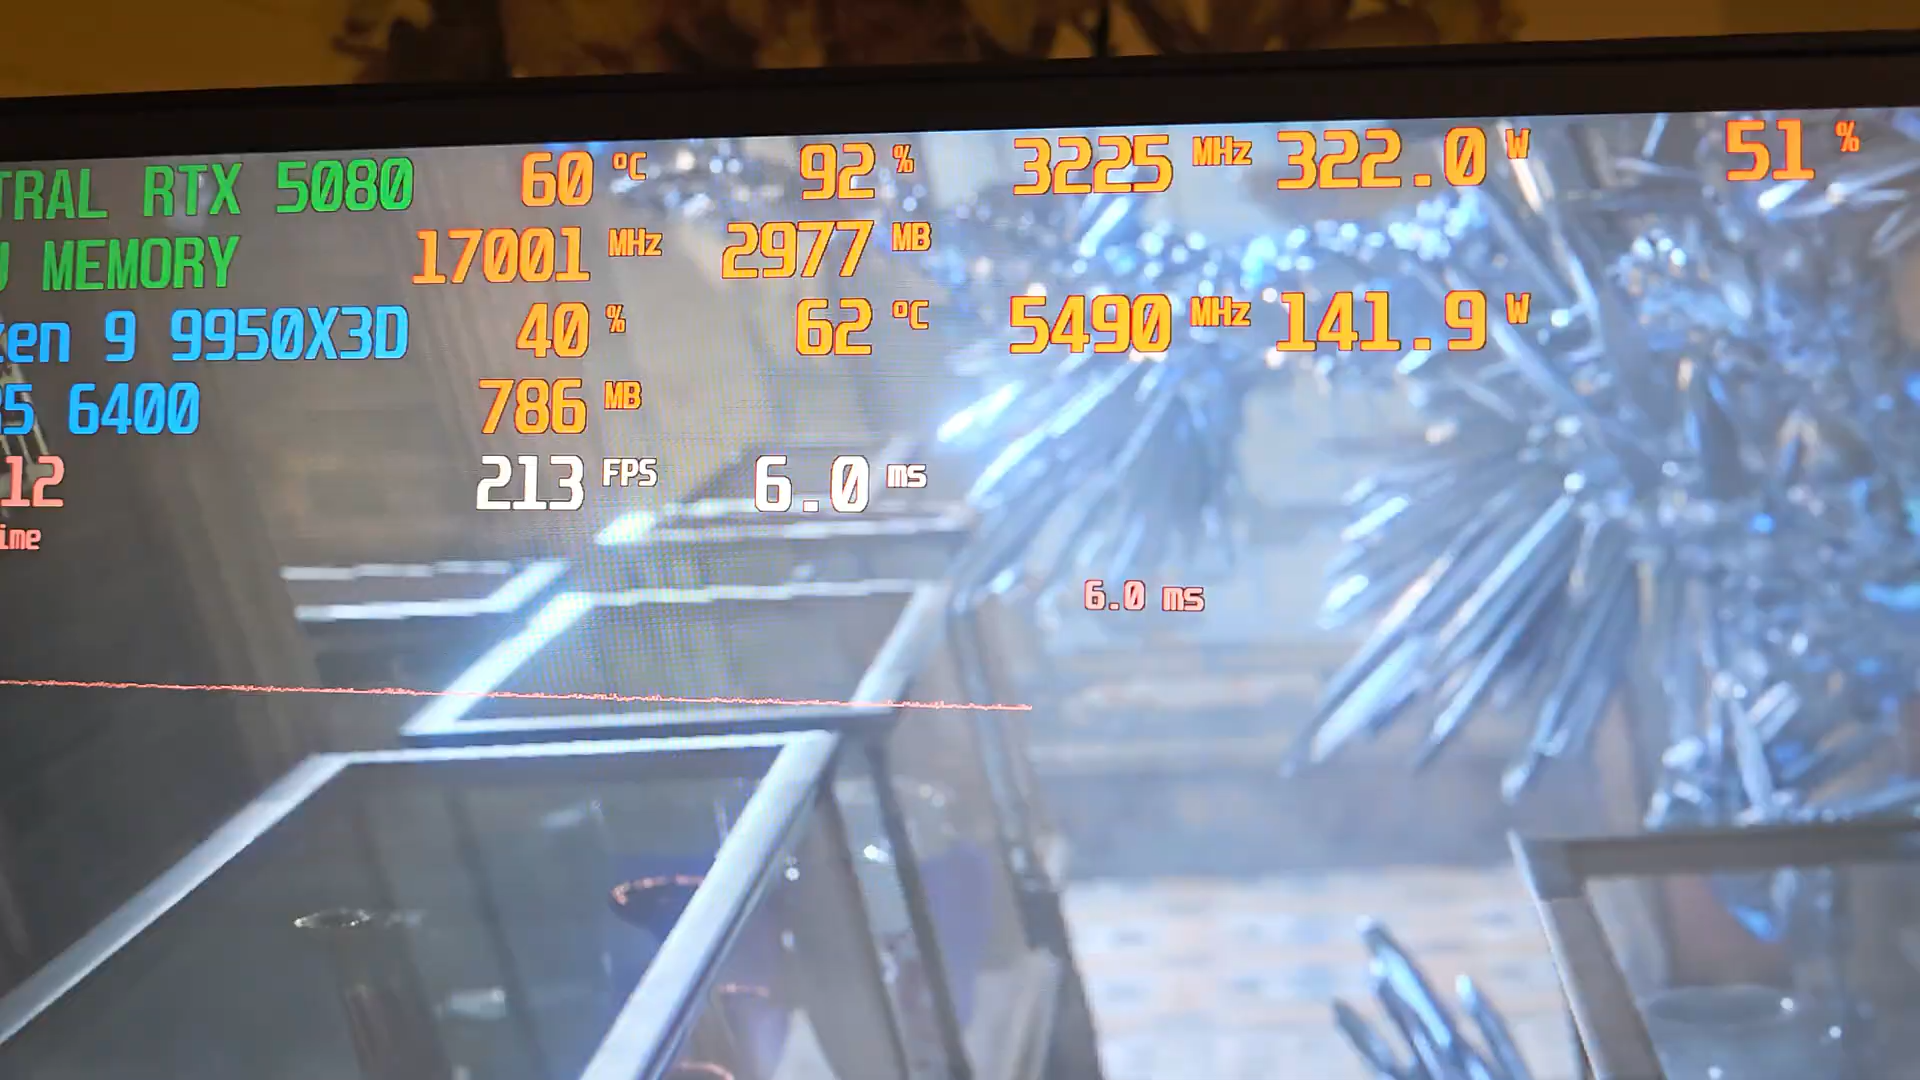 TRAL RTX 5080 60 °C 92 % 3225 MHz 322.0 W 51 %
MEMORY 17001 MHz 2977 MB
zen 9 9950X3D 40 % 62 °C 5490 MHz 141.9 W
R5 6400 786 MB
12 213 FPS 6.0 ms
ime
6.0 ms